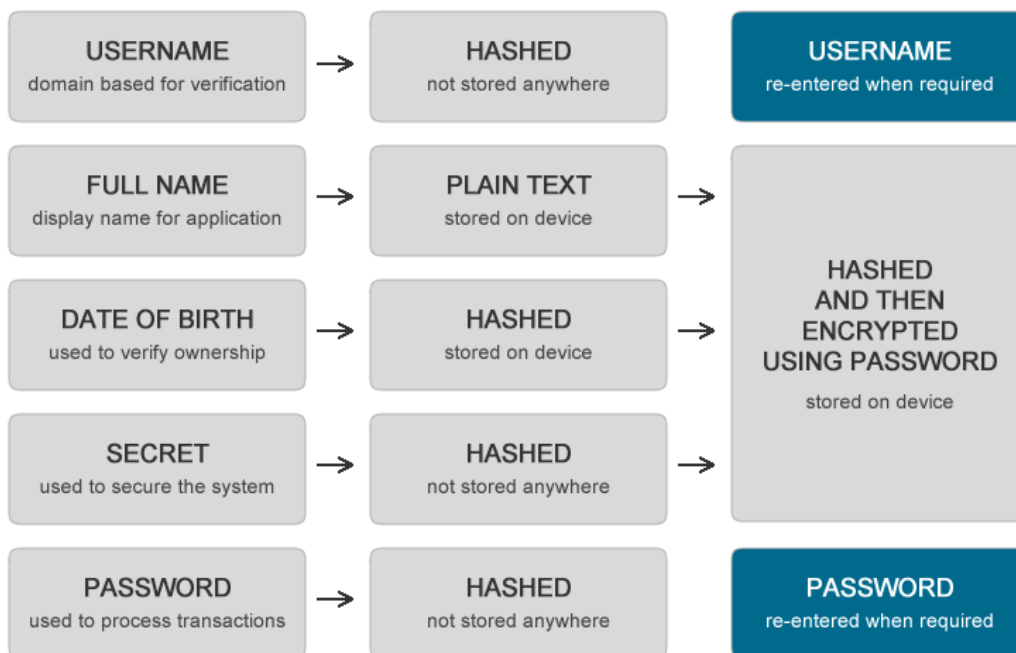 USERNAME
domain based for verification
HASHED
not stored anywhere
USERNAME
re-entered when required
FULL NAME
display name for application
PLAIN TEXT
stored on device
DATE OF BIRTH
used to verify ownership
HASHED
stored on device
SECRET
used to secure the system
HASHED
not stored anywhere
HASHED
AND THEN
ENCRYPTED
USING PASSWORD
stored on device
PASSWORD
used to process transactions
HASHED
not stored anywhere
PASSWORD
re-entered when required